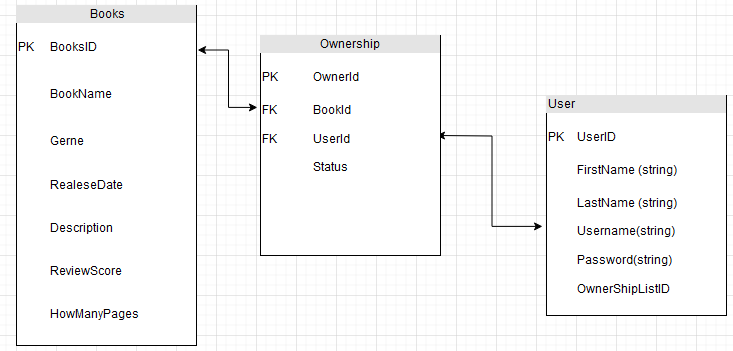 Books
PK BooksID
BookName
Gerne
RealeseDate
Description
ReviewScore
HowManyPages
Ownership
PK OwnerId
FK BookId
FK UserId
Status
User
PK UserID
FirstName (string)
LastName (string)
Username(string)
Password(string)
OwnerShipListID